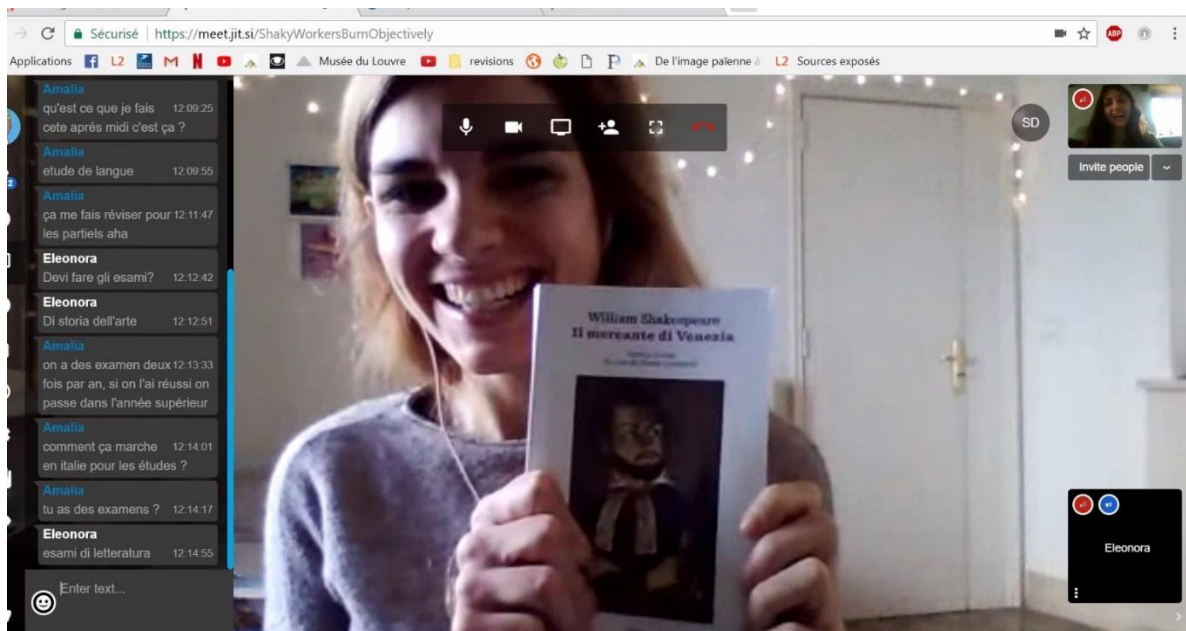 Sécurisé | https://meet.jit.si/ShakyWorkersBurnObjectively
ABP
Applications L2 Musée du Louvre revisions De l'image païenne à L2 Sources exposés
Amalia
qu'est ce que je fais 12:09:25
cete aprés midi c'est ça ?
Amalia
etude de langue 12:09:55
Amalia
ça me fais réviser pour 12:11:47
les partiels aha
Eleonora
Devi fare gli esami? 12:12:42
Eleonora
Di storia dell'arte 12:12:51
Amalia
on a des examen deux 12:13:33
fois par an, si on l'ai réussi on
passe dans l'année supérieur
Amalia
comment ça marche 12:14:01
en italie pour les études ?
Amalia
tu as des examens ? 12:14:17
Eleonora
esami di letteratura 12:14:55
Enter text...
William Shakespeare
Il mercante di Venezia
SD
Invite people
Eleonora